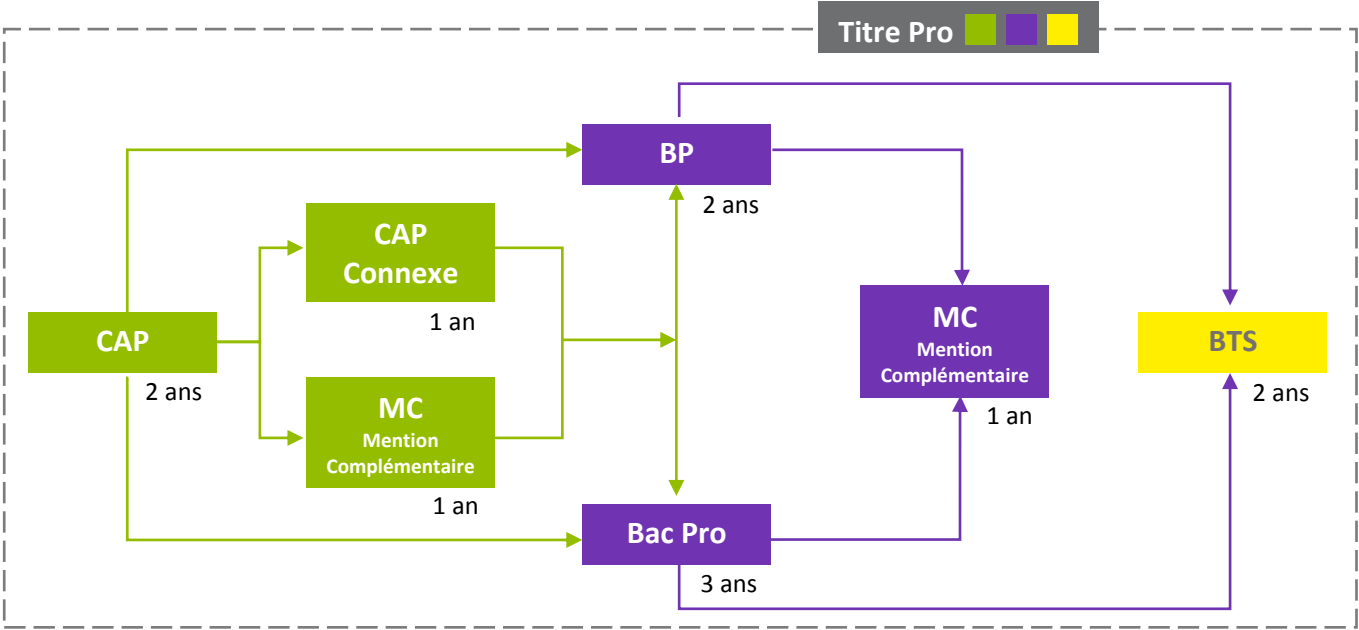 Titre Pro
BP
2 ans
CAP
Connexe
1 an
CAP
2 ans
MC
Mention
Complémentaire
1 an
MC
Mention
Complémentaire
1 an
BTS
2 ans
Bac Pro
3 ans